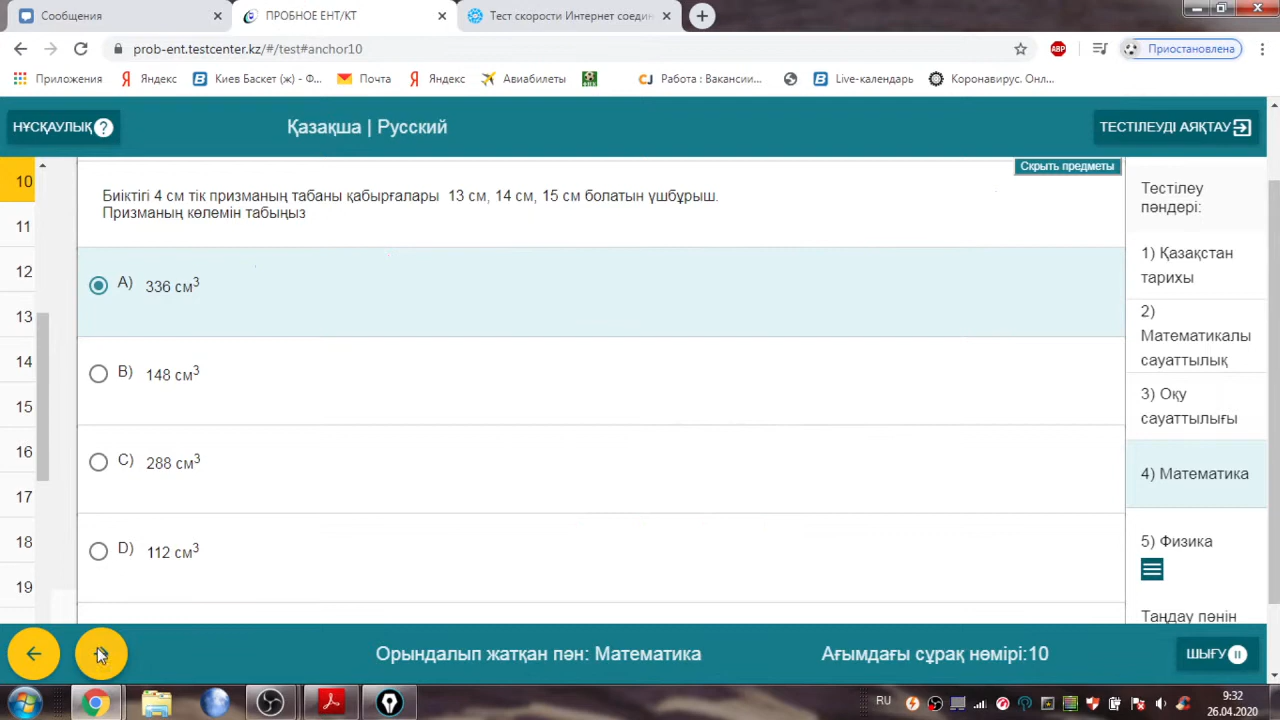 Сообщения
ПРОБНОЕ ЕНТ/КТ
Тест скорости Интернет соедин
prob-ent.testcenter.kz/#/test#anchor10
ABP
Приостановлена
Приложения
Яндекс
Киев Баскет (ж) - Ф...
Почта
Яндекс
Авиабилеты
Работа : Вакансии...
Live-календарь
Коронавирус. Онл...
НҰСҚАУЛЫҚ
Қазақша | Русский
ТЕСТІЛЕУДІ АЯҚТАУ
Скрыть предметы
10
11
12
13
14
15
16
17
18
19
Биіктігі 4 см тік призманың табаны қабырғалары 13 см, 14 см, 15 см болатын үшбұрыш.
Призманың көлемін табыңыз
A) 336 см³
B) 148 см³
C) 288 см³
D) 112 см³
Тестілеу
пәндері:
1) Қазақстан
тарихы
2)
Математикалы
сауаттылық
3) Оқу
сауаттылығы
4) Математика
5) Физика
Таңдау пәнін
Орындалып жатқан пән: Математика
Ағымдағы сұрақ нөмірі:10
ШЫҒУ
RU
9:32
26.04.2020